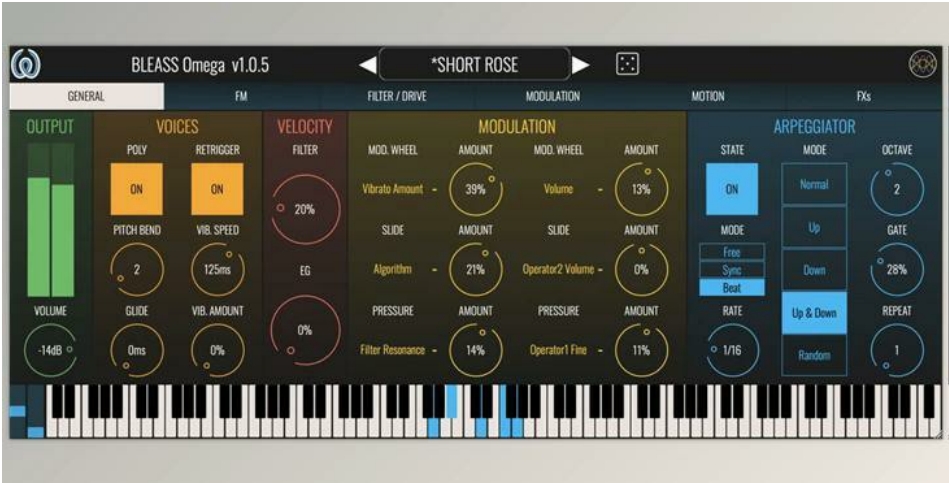 BLEASS Omega v1.0.5
*SHORT ROSE
GENERAL FM FILTER / DRIVE MODULATION MOTION FXs
OUTPUT VOICES VELOCITY MODULATION ARPEGGIATOR
POLY RETRIGGER FILTER MOD. WHEEL AMOUNT MOD. WHEEL AMOUNT STATE MODE OCTAVE
ON ON 20% Vibrato Amount - 39% Volume - 13% ON Normal 2
PITCH BEND VIB. SPEED SLIDE AMOUNT SLIDE AMOUNT MODE Up GATE
2 125ms EG Algorithm - 21% Operator2 Volume - 0% Free Down 28%
Sync
Beat
VOLUME GLIDE VIB. AMOUNT PRESSURE AMOUNT PRESSURE AMOUNT RATE Up & Down REPEAT
-14dB 0ms 0% 0% Filter Resonance - 14% Operator1 Fine - 11% 1/16 Random 1